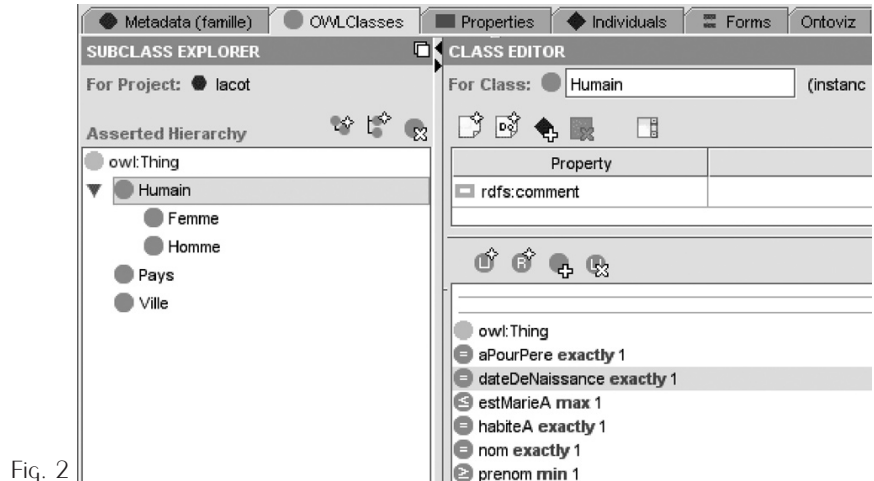 Metadata (famille) OWLClasses Properties Individuals Forms Ontoviz
SUBCLASS EXPLORER
For Project: lacot
Asserted Hierarchy
owl:Thing
Humain
Femme
Homme
Pays
Ville
CLASS EDITOR
For Class: Humain (instanc
Property
rdfs:comment
owl:Thing
= aPourPere exactly 1
= dateDeNaissance exactly 1
≤ estMarieA max 1
= habiteA exactly 1
= nom exactly 1
≥ prenom min 1
Fig. 2